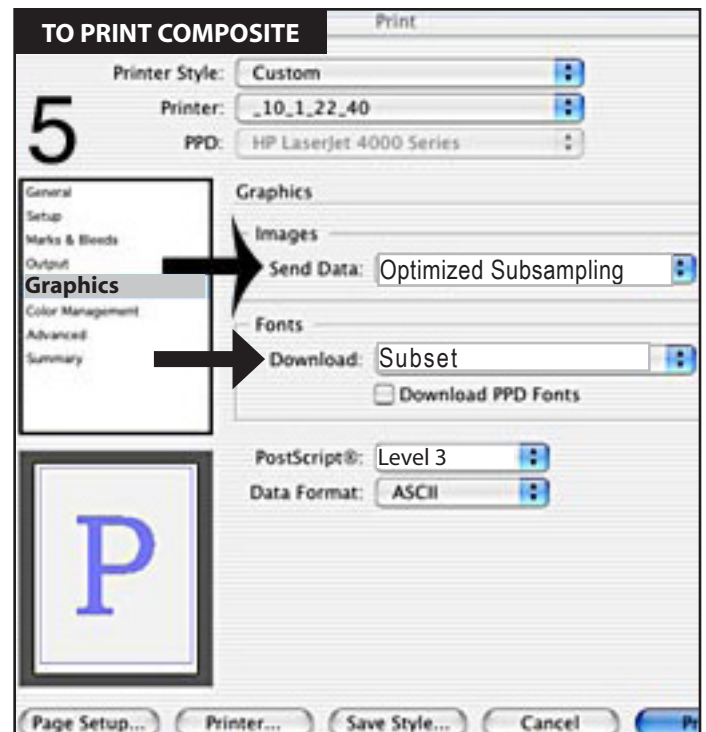 TO PRINT COMPOSITE
Print
Printer Style: Custom
5
Printer: _10_1_22_40
PPD: HP LaserJet 4000 Series
General
Setup
Marks & Bleeds
Output
Graphics
Color Management
Advanced
Summary
Graphics
Images
Send Data: Optimized Subsampling
Fonts
Download: Subset
Download PPD Fonts
PostScript®: Level 3
Data Format: ASCII
P
Page Setup... Printer... Save Style... Cancel Pr